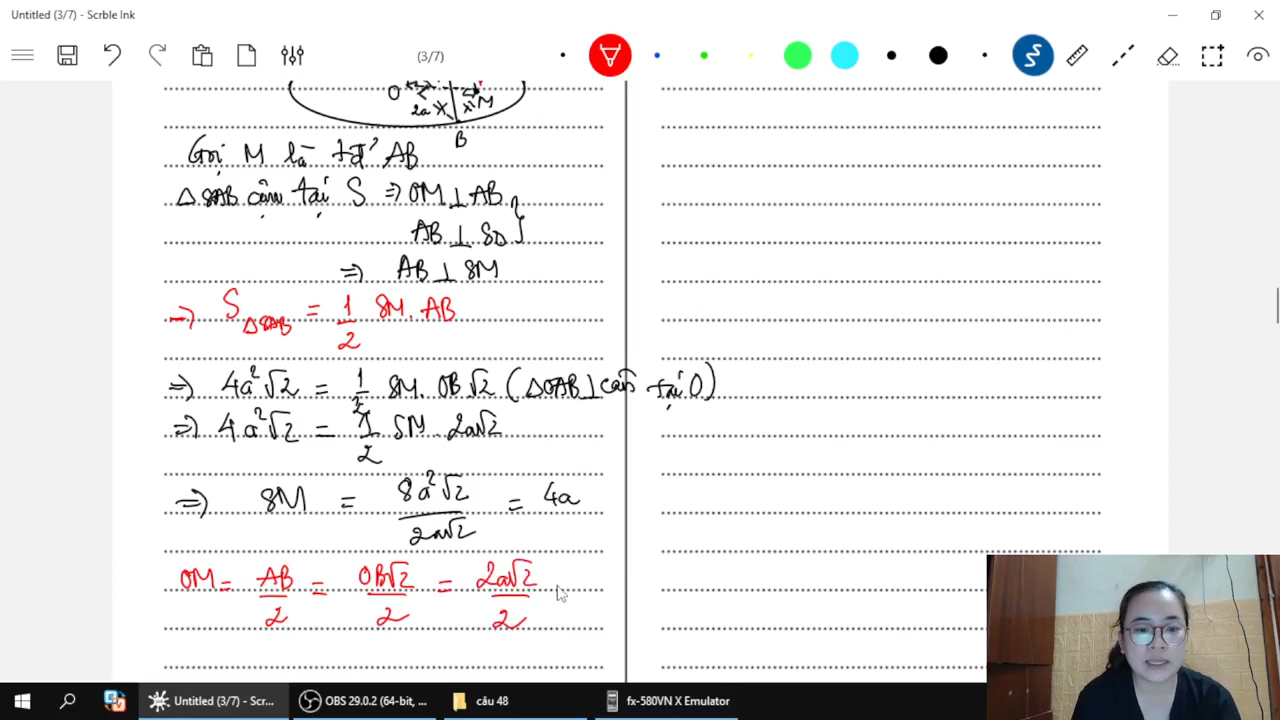 Untitled (3/7) - Scrble Ink
(3/7)
O 2a X X M
B
Gọi M là tđ' AB
ΔSAB cân tại S ⇒ OM ⊥ AB
AB ⊥ SO
⇒ AB ⊥ SM
⇒ S ΔSAB = 1/2 SM. AB
⇒ 4a²√2 = 1/2 SM. OB√2 (ΔOAB⊥cân tại O)
⇒ 4a²√2 = 1/2 SM. 2a√2
⇒ SM = 8a²√2 / 2a√2 = 4a
OM = AB/2 = OB√2/2 = 2a√2/2
Untitled (3/7) - Scr...
OBS 29.0.2 (64-bit, ...
câu 48
fx-580VN X Emulator